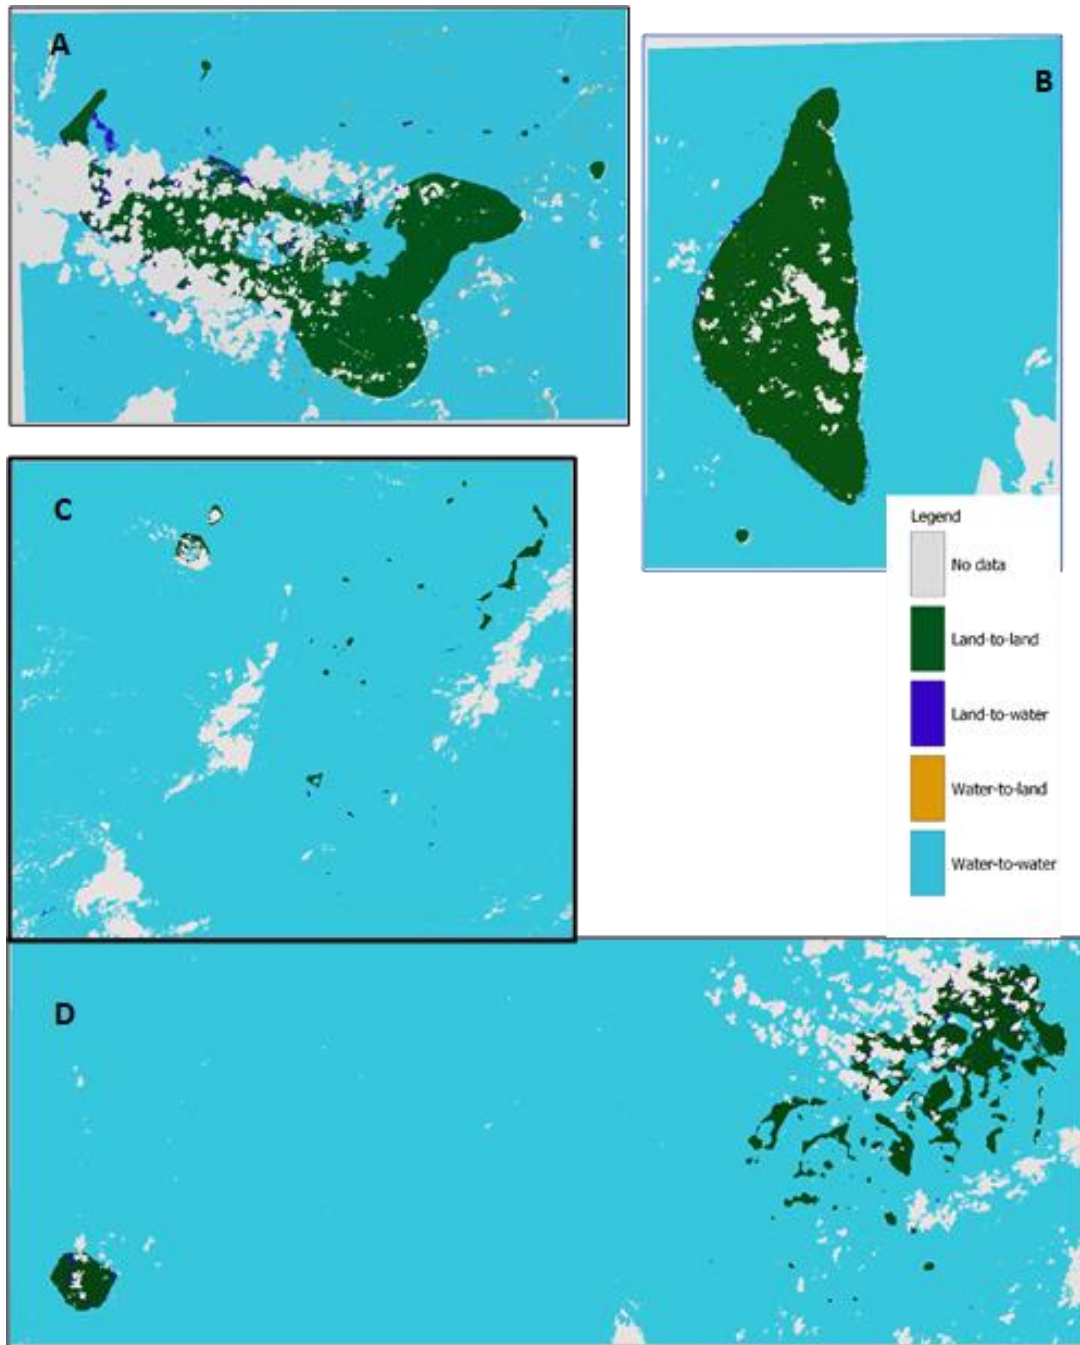 A
B
C
Legend
No data
Land-to-land
Land-to-water
Water-to-land
Water-to-water
D